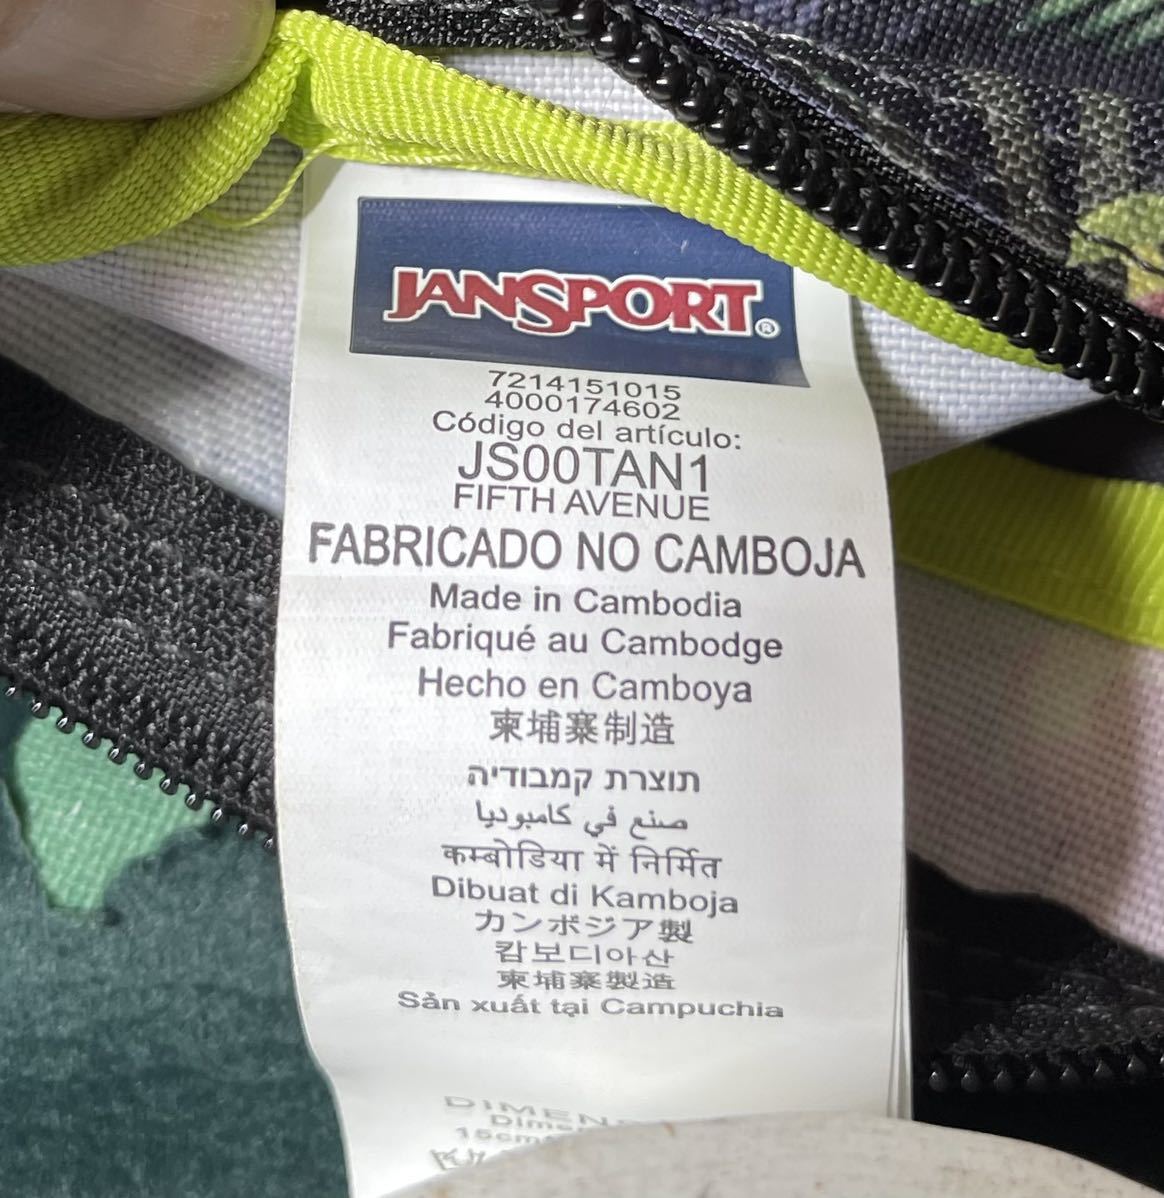 JANSPORT®
7214151015
4000174602
Código del artículo:
JS00TAN1
FIFTH AVENUE
FABRICADO NO CAMBOJA
Made in Cambodia
Fabriqué au Cambodge
Hecho en Camboya
柬埔寨制造
תוצרת קמבודיה
صنع في كامبوديا
कम्बोडिया में निर्मित
Dibuat di Kamboja
カンボジア製
캄보디아산
柬埔寨製造
Sản xuất tại Campuchia